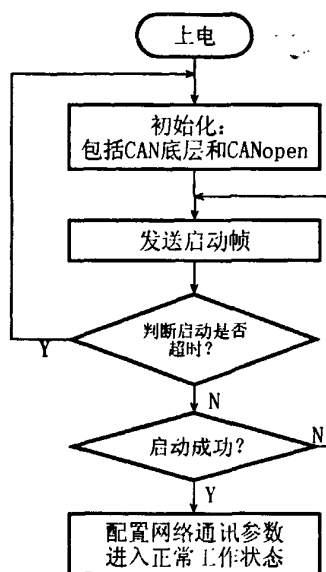 上电
初始化：
包括CAN底层和CANopen
发送启动帧
判断启动是否
超时？
Y
N
启动成功？
N
Y
配置网络通讯参数
进入正常工作状态